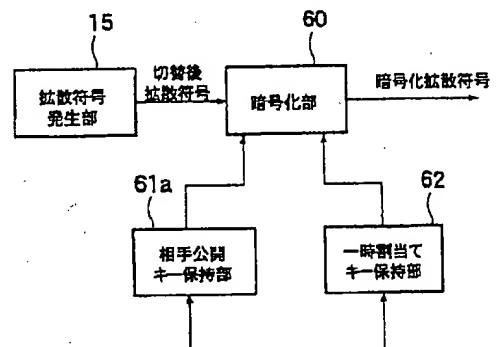 15
60
拡散符号
発生部
切替後
拡散符号
暗号化部
暗号化拡散符号
61a
62
相手公開
キー保持部
一時割当て
キー保持部